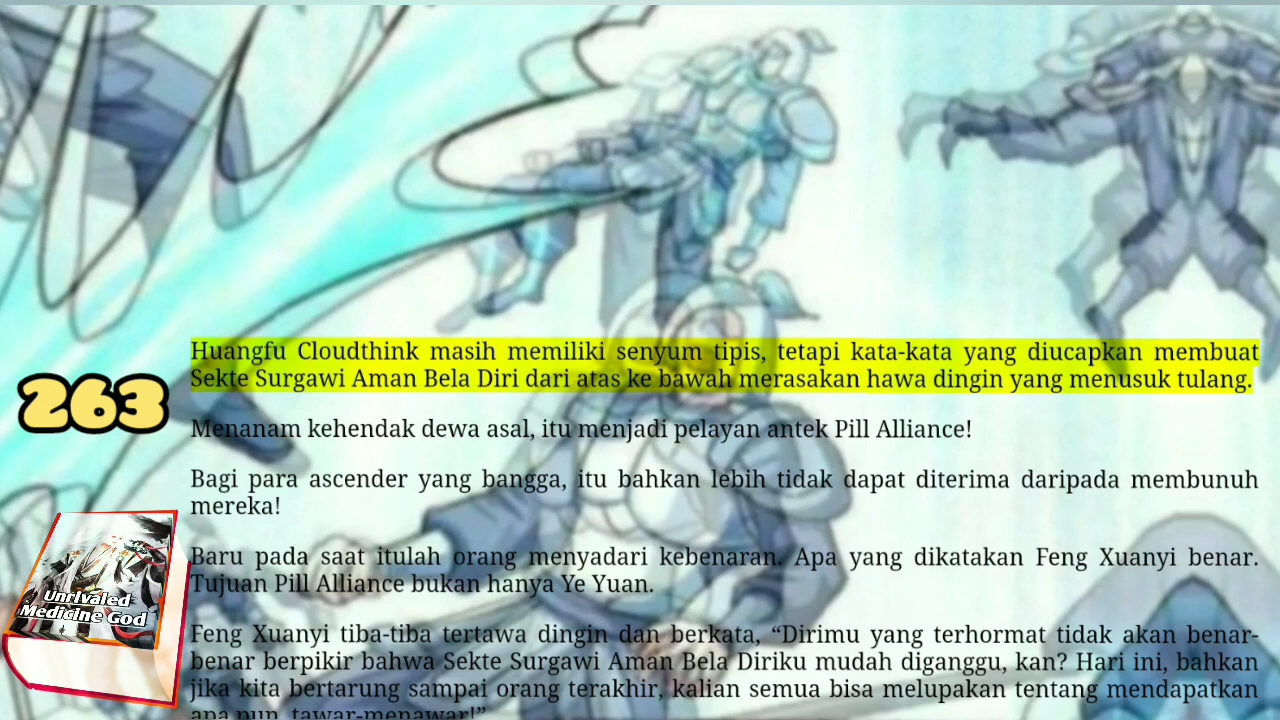 Huangfu Cloudthink masih memiliki senyum tipis, tetapi kata-kata yang diucapkan membuat
Sekte Surgawi Aman Bela Diri dari atas ke bawah merasakan hawa dingin yang menusuk tulang.
263
Menanam kehendak dewa asal, itu menjadi pelayan antek Pill Alliance!
Bagi para ascender yang bangga, itu bahkan lebih tidak dapat diterima daripada membunuh
mereka!
Baru pada saat itulah orang menyadari kebenaran. Apa yang dikatakan Feng Xuanyi benar.
Tujuan Pill Alliance bukan hanya Ye Yuan.
Unrivaled
Medicine God
Feng Xuanyi tiba-tiba tertawa dingin dan berkata, “Dirimu yang terhormat tidak akan benar-
benar berpikir bahwa Sekte Surgawi Aman Bela Diriku mudah diganggu, kan? Hari ini, bahkan
jika kita bertarung sampai orang terakhir, kalian semua bisa melupakan tentang mendapatkan
apa pun, tawar-menawar!”